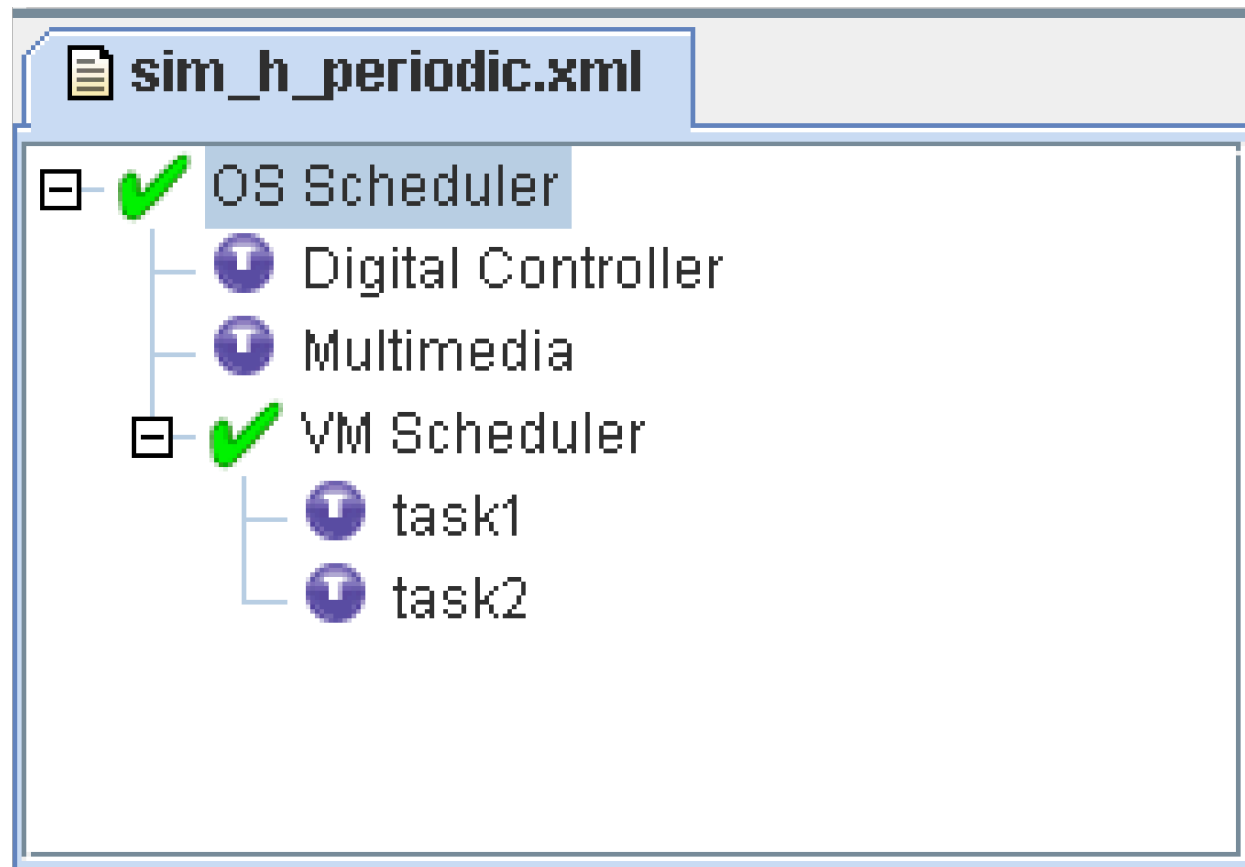 sim_h_periodic.xml
OS Scheduler
T Digital Controller
T Multimedia
VM Scheduler
T task1
T task2